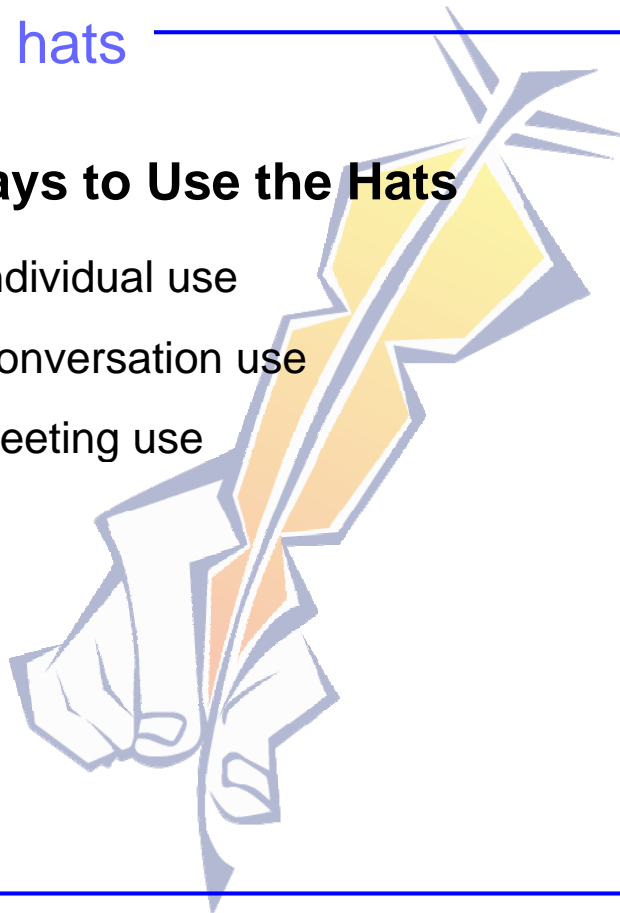 hats
ays to Use the Hats
ndividual use
onversation use
eeting use